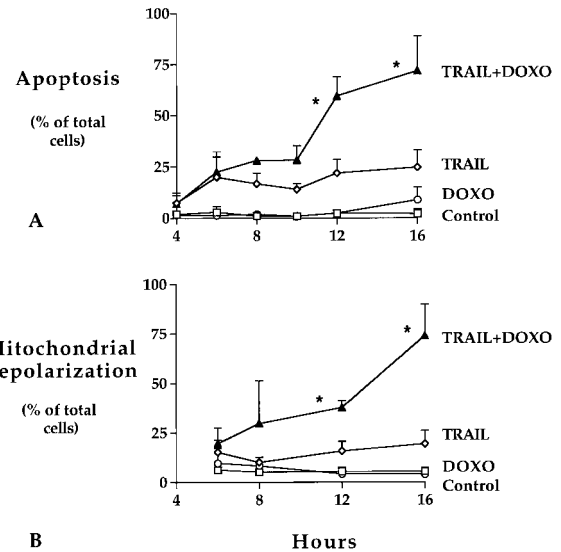 100
Apoptosis
75
TRAIL+DOXO
* *
(% of total
cells)
50
25
TRAIL
DOXO
Control
A
0
4 8 12 16
100
Mitochondrial
epolarization
75
TRAIL+DOXO
* *
(% of total
cells)
50
25
TRAIL
DOXO
Control
0
4 8 12 16
B
Hours